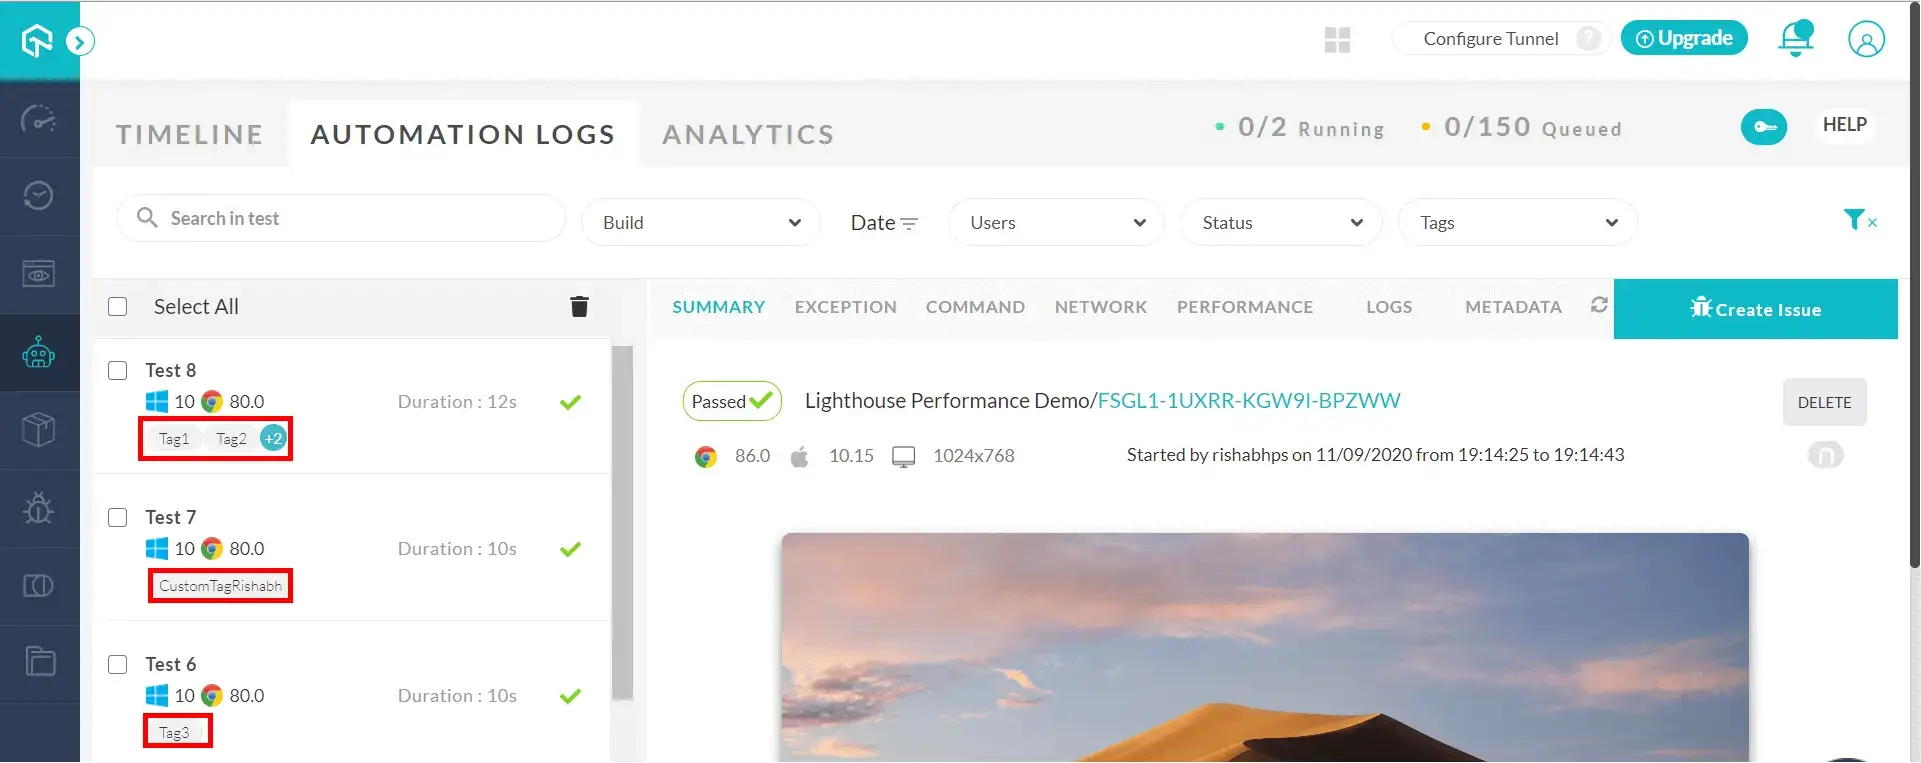 Configure Tunnel ? Upgrade
TIMELINE AUTOMATION LOGS ANALYTICS 0/2 Running 0/150 Queued HELP
Search in test Build Date Users Status Tags
Select All
Test 8
10 80.0 Duration : 12s
Tag1 Tag2 +2
Test 7
10 80.0 Duration : 10s
CustomTagRishabh
Test 6
10 80.0 Duration : 10s
Tag3
SUMMARY EXCEPTION COMMAND NETWORK PERFORMANCE LOGS METADATA Create Issue
Passed Lighthouse Performance Demo/FSGL1-1UXRR-KGW9I-BPZWW DELETE
86.0 10.15 1024x768 Started by rishabhps on 11/09/2020 from 19:14:25 to 19:14:43 n